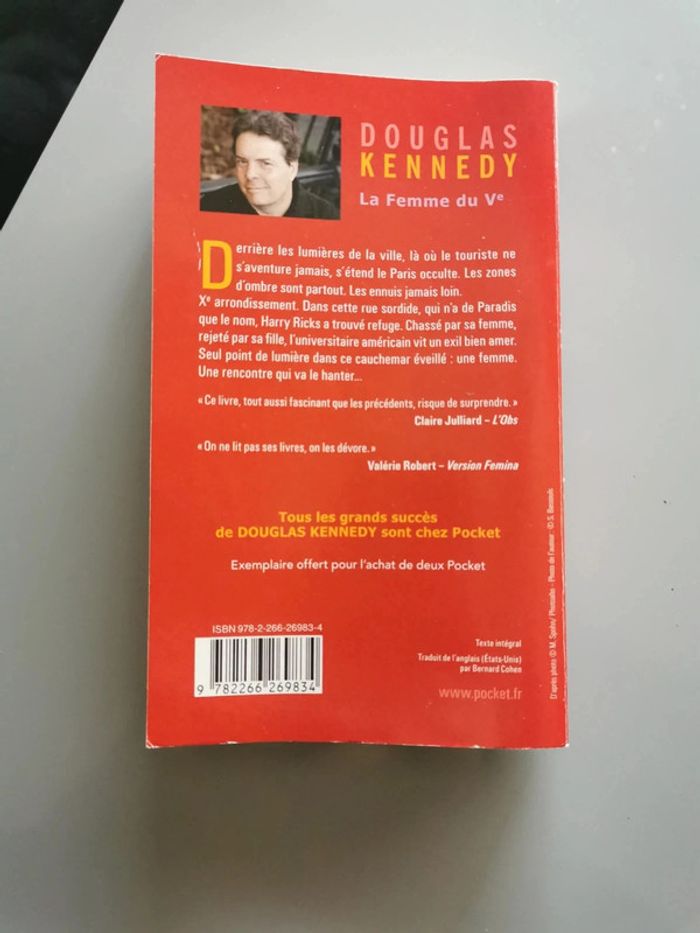 DOUGLAS
KENNEDY
La Femme du Vᵉ
Derrière les lumières de la ville, là où le touriste ne
s'aventure jamais, s'étend le Paris occulte. Les zones
d'ombre sont partout. Les ennuis jamais loin.
Xᵉ arrondissement. Dans cette rue sordide, qui n'a de Paradis
que le nom, Harry Ricks a trouvé refuge. Chassé par sa femme,
rejeté par sa fille, l'universitaire américain vit un exil bien amer.
Seul point de lumière dans ce cauchemar éveillé : une femme.
Une rencontre qui va le hanter...
« Ce livre, tout aussi fascinant que les précédents, risque de surprendre. »
Claire Julliard – L'Obs
« On ne lit pas ses livres, on les dévore. »
Valérie Robert – Version Femina
Tous les grands succès
de DOUGLAS KENNEDY sont chez Pocket
Exemplaire offert pour l'achat de deux Pocket
ISBN 978-2-266-26983-4
9 782266 269834
Texte intégral
Traduit de l'anglais (États-Unis)
par Bernard Cohen
www.pocket.fr
D'après photo © M. Spohn/ Photo de l'auteur - © S.